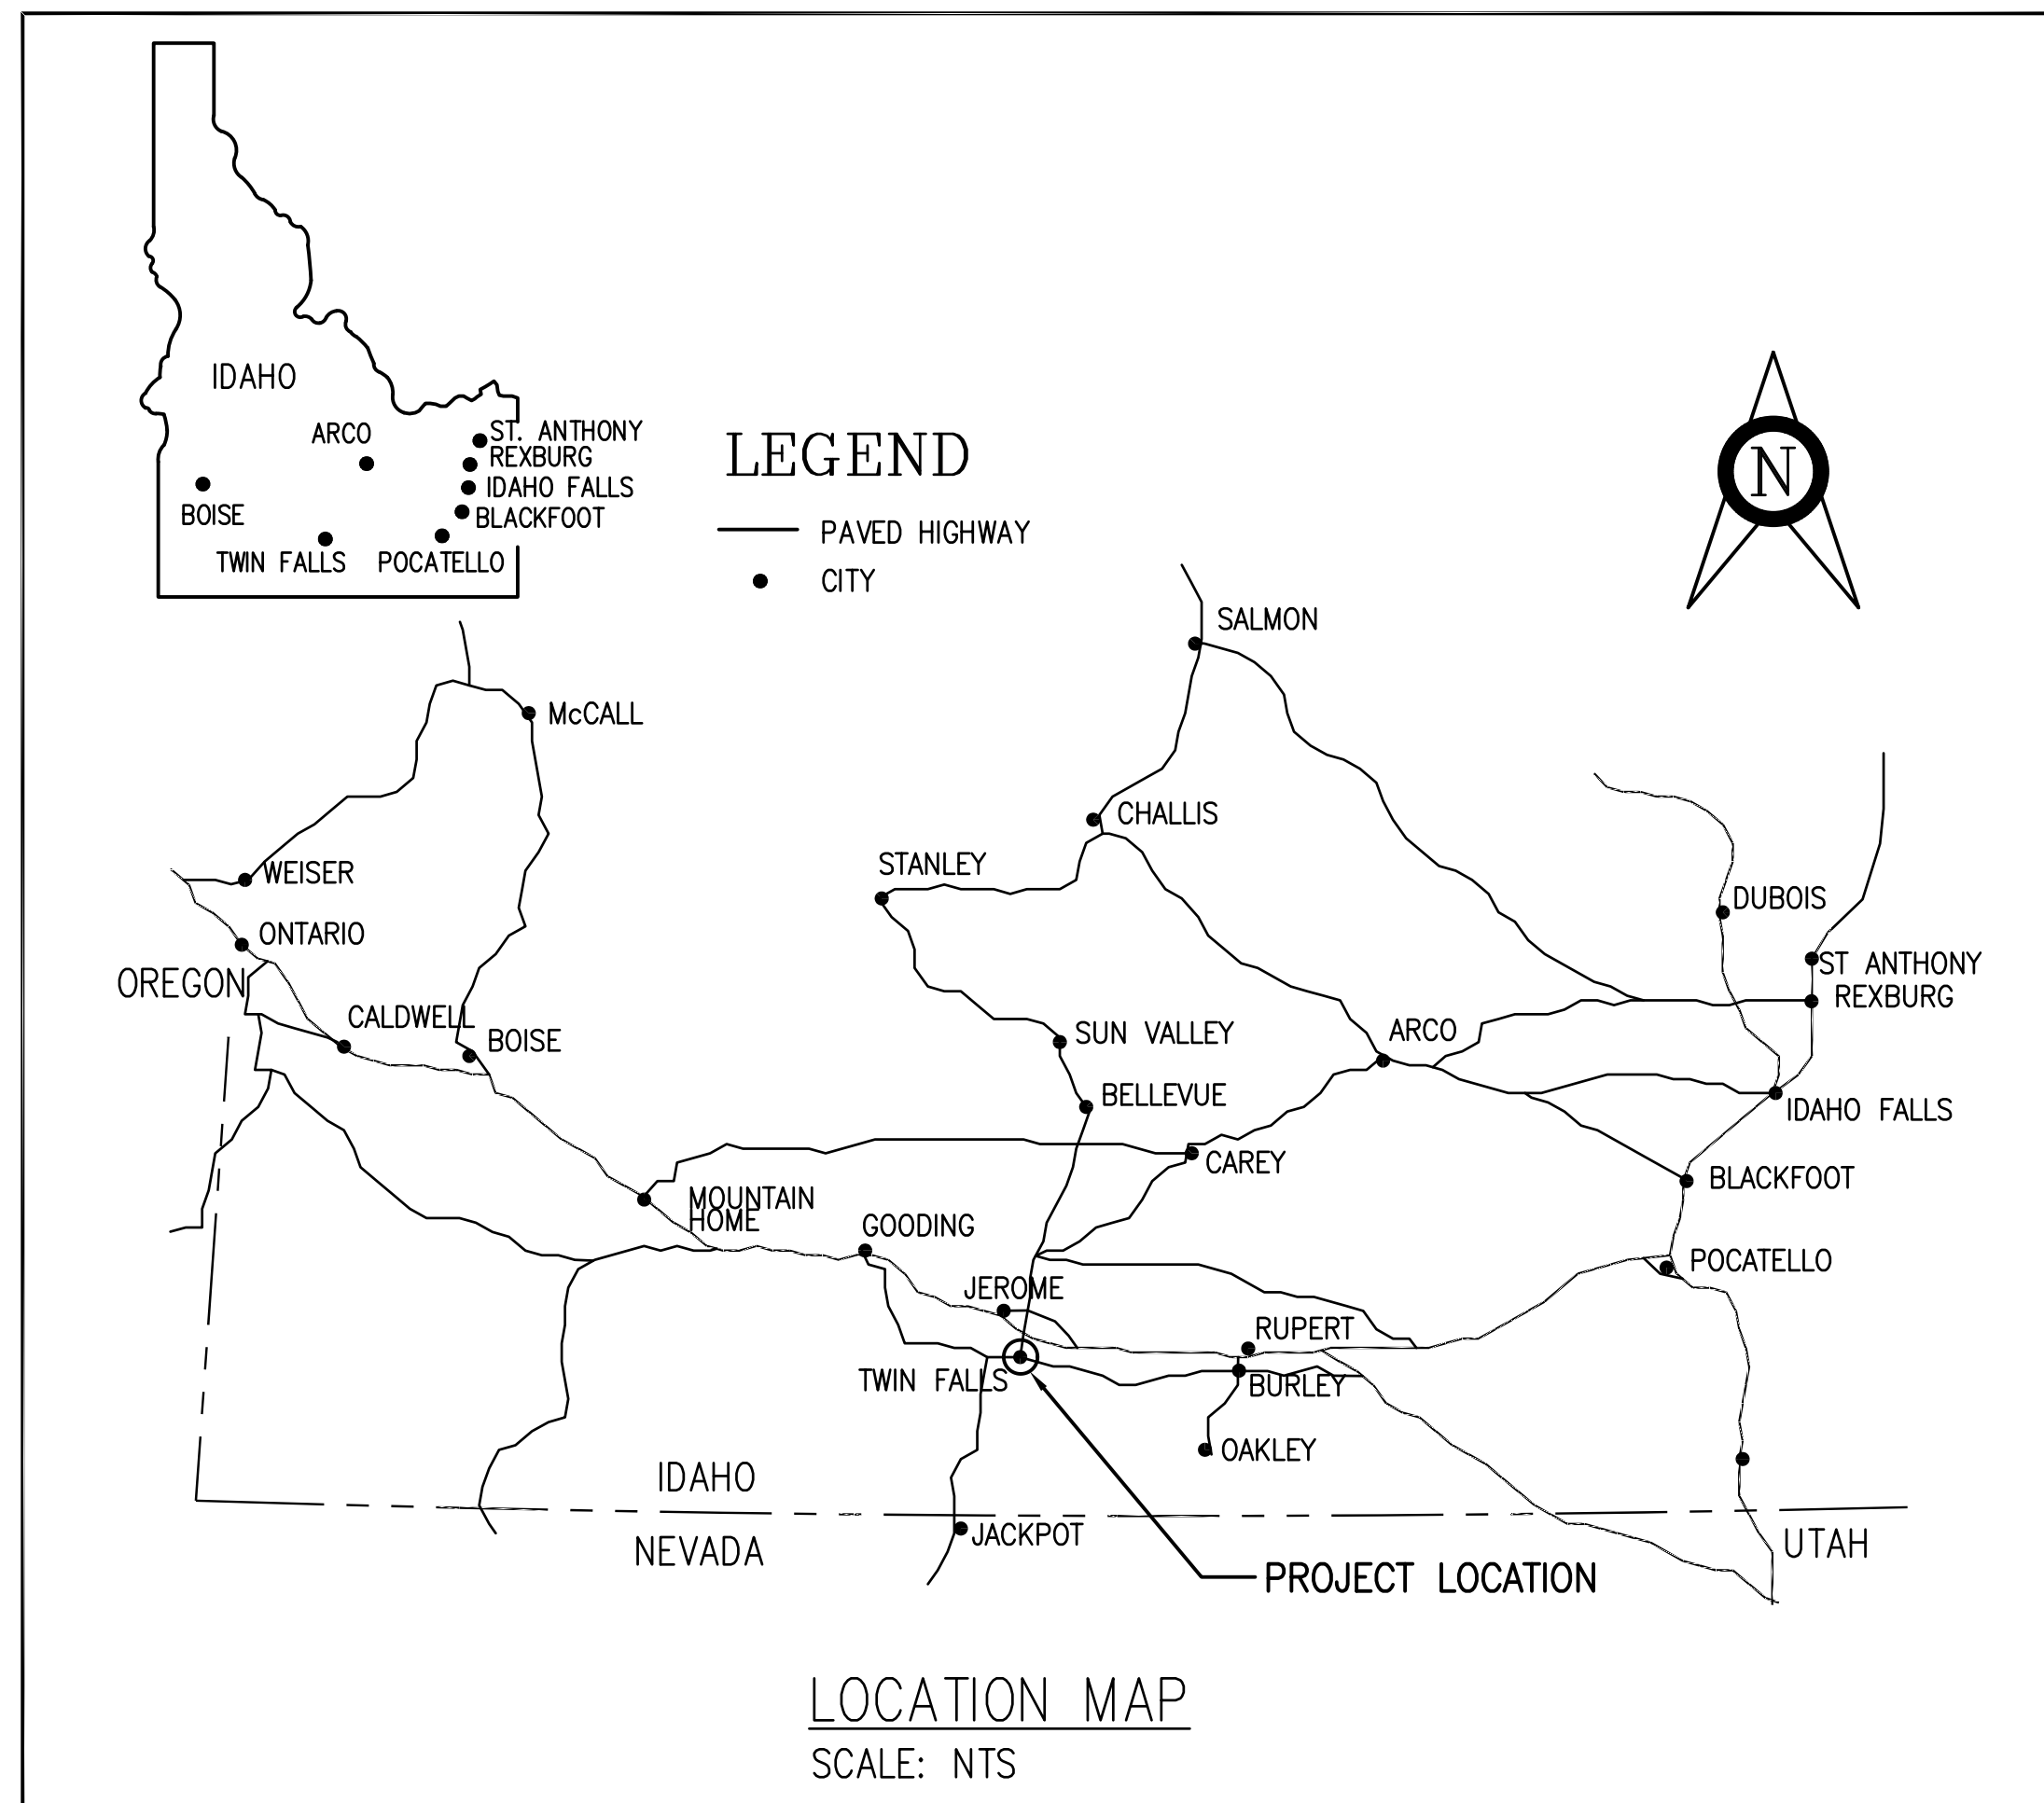 IDAHO
ARCO
ST. ANTHONY
REXBURG
IDAHO FALLS
BLACKFOOT
BOISE
TWIN FALLS
POCATELLO
LEGEND
PAVED HIGHWAY
CITY
N
SALMON
McCALL
CHALLIS
STANLEY
WEISER
DUBOIS
ONTARIO
ST ANTHONY
OREGON
REXBURG
CALDWELL
BOISE
SUN VALLEY
ARCO
BELLEVUE
IDAHO FALLS
CAREY
BLACKFOOT
MOUNTAIN
HOME
GOODING
POCATELLO
JEROME
RUPERT
TWIN FALLS
BURLEY
OAKLEY
IDAHO
NEVADA
JACKPOT
UTAH
PROJECT LOCATION
LOCATION MAP
SCALE: NTS